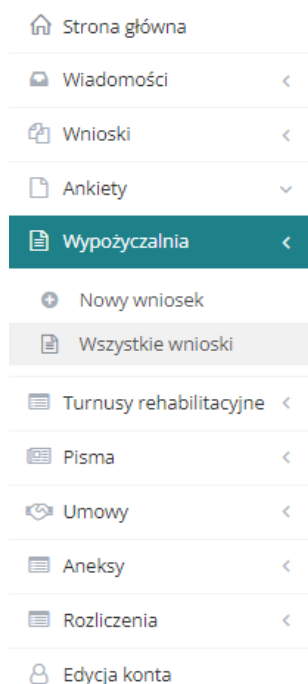 Strona główna
Wiadomości
Wnioski
Ankiety
Wypożyczalnia
Nowy wniosek
Wszystkie wnioski
Turnusy rehabilitacyjne
Pisma
Umowy
Aneksy
Rozliczenia
Edycja konta